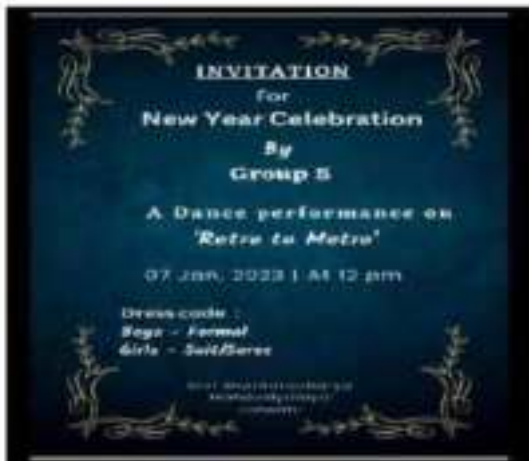 INVITATION
For
New Year Celebration
By
Group 5
A Dance performance on
'Retro to Metro'
07 Jan, 2023 | At 12 pm
Dress code :
Boys - Formal
Girls - Suit/Saree